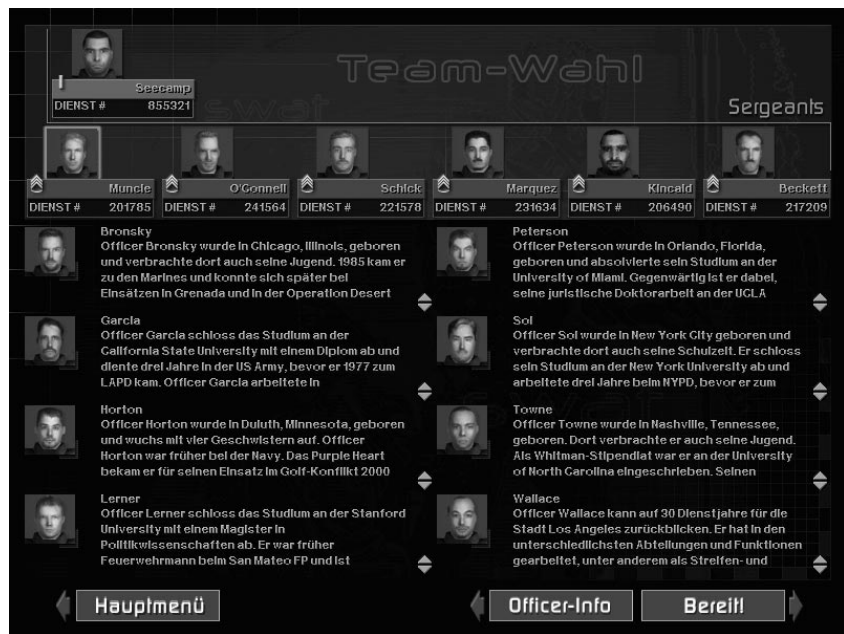 Team-Wahl
swat
Seecamp
DIENST # 855321
Sergeants
Muncie O'Connell Schick Marquez Kincaid Beckett
DIENST # 201785 DIENST # 241564 DIENST # 221578 DIENST # 231634 DIENST # 206490 DIENST # 217209
Bronsky
Officer Bronsky wurde in Chicago, Illinois, geboren
und verbrachte dort auch seine Jugend. 1985 kam er
zu den Marines und konnte sich später bei
Einsätzen in Grenada und in der Operation Desert
Garcia
Officer Garcia schloss das Studium an der
California State University mit einem Diplom ab und
diente drei Jahre in der US Army, bevor er 1977 zum
LAPD kam. Officer Garcia arbeitete in
Horton
Officer Horton wurde in Duluth, Minnesota, geboren
und wuchs mit vier Geschwistern auf. Officer
Horton war früher bei der Navy. Das Purple Heart
bekam er für seinen Einsatz im Golf-Konflikt 2000
Lerner
Officer Lerner schloss das Studium an der Stanford
University mit einem Magister in
Politikwissenschaften ab. Er war früher
Feuerwehrmann beim San Mateo FP und ist
Peterson
Officer Peterson wurde in Orlando, Florida,
geboren und absolvierte sein Studium an der
University of Miami. Gegenwärtig ist er dabei,
seine juristische Doktorarbeit an der UCLA
Sol
Officer Sol wurde in New York City geboren und
verbrachte dort auch seine Schulzeit. Er schloss
sein Studium an der New York University ab und
arbeitete drei Jahre beim NYPD, bevor er zum
Towne
Officer Towne wurde in Nashville, Tennessee,
geboren. Dort verbrachte er auch seine Jugend.
Als Whitman-Stipendiat war er an der University
of North Carolina eingeschrieben. Seinen
Wallace
Officer Wallace kann auf 30 Dienstjahre für die
Stadt Los Angeles zurückblicken. Er hat in den
unterschiedlichsten Abteilungen und Funktionen
gearbeitet, unter anderem als Streifen- und
Hauptmenü Officer-Info Bereit!